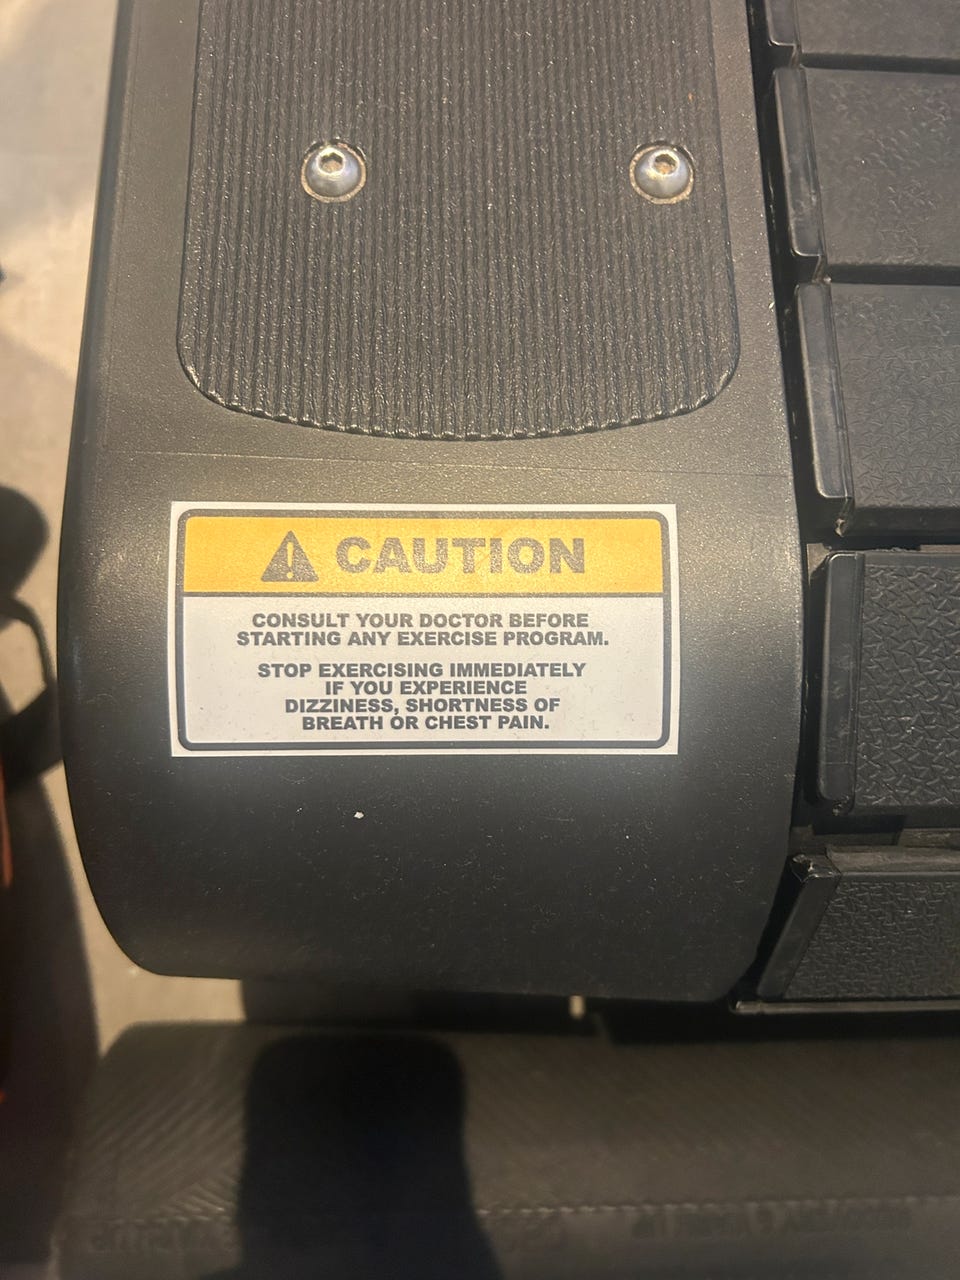 CAUTION
CONSULT YOUR DOCTOR BEFORE
STARTING ANY EXERCISE PROGRAM.
STOP EXERCISING IMMEDIATELY
IF YOU EXPERIENCE
DIZZINESS, SHORTNESS OF
BREATH OR CHEST PAIN.